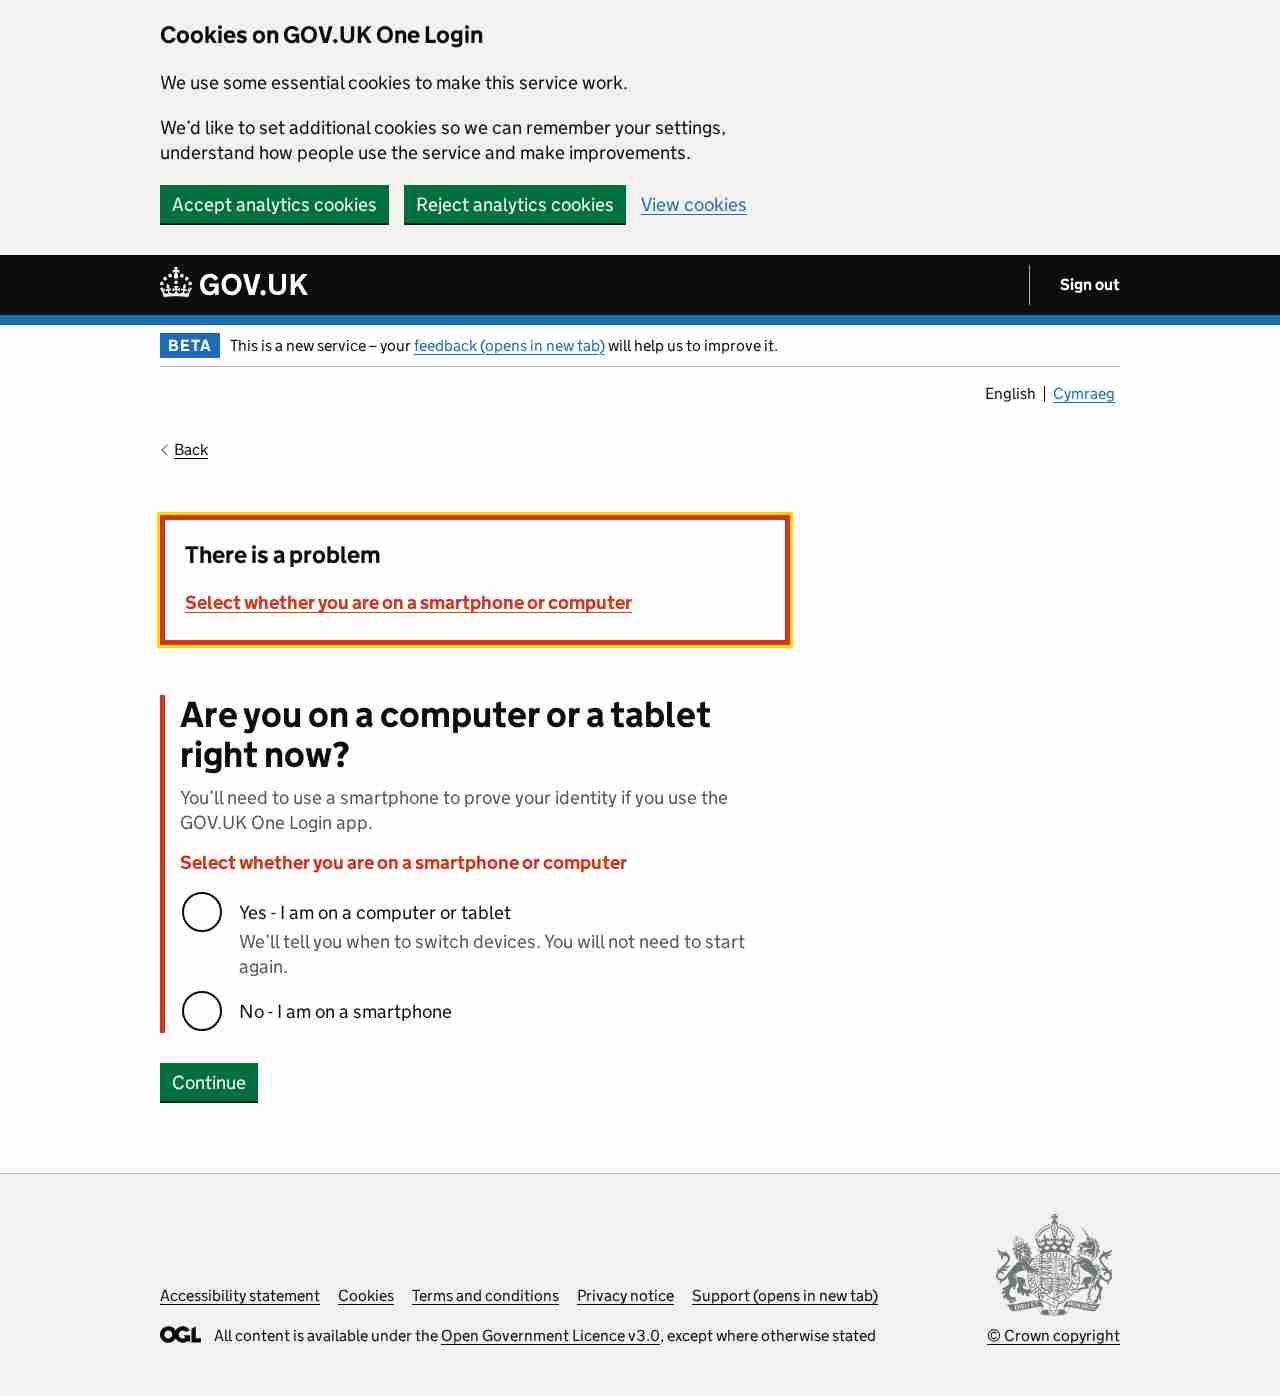 Cookies on GOV.UK One Login
We use some essential cookies to make this service work.
We’d like to set additional cookies so we can remember your settings,
understand how people use the service and make improvements.
Accept analytics cookies Reject analytics cookies View cookies
GOV.UK Sign out
BETA This is a new service – your feedback (opens in new tab) will help us to improve it.
English Cymraeg
Back
There is a problem
Select whether you are on a smartphone or computer
Are you on a computer or a tablet
right now?
You’ll need to use a smartphone to prove your identity if you use the
GOV.UK One Login app.
Select whether you are on a smartphone or computer
Yes - I am on a computer or tablet
We’ll tell you when to switch devices. You will not need to start
again.
No - I am on a smartphone
Continue
Accessibility statement Cookies Terms and conditions Privacy notice Support (opens in new tab)
OGL All content is available under the Open Government Licence v3.0, except where otherwise stated
© Crown copyright